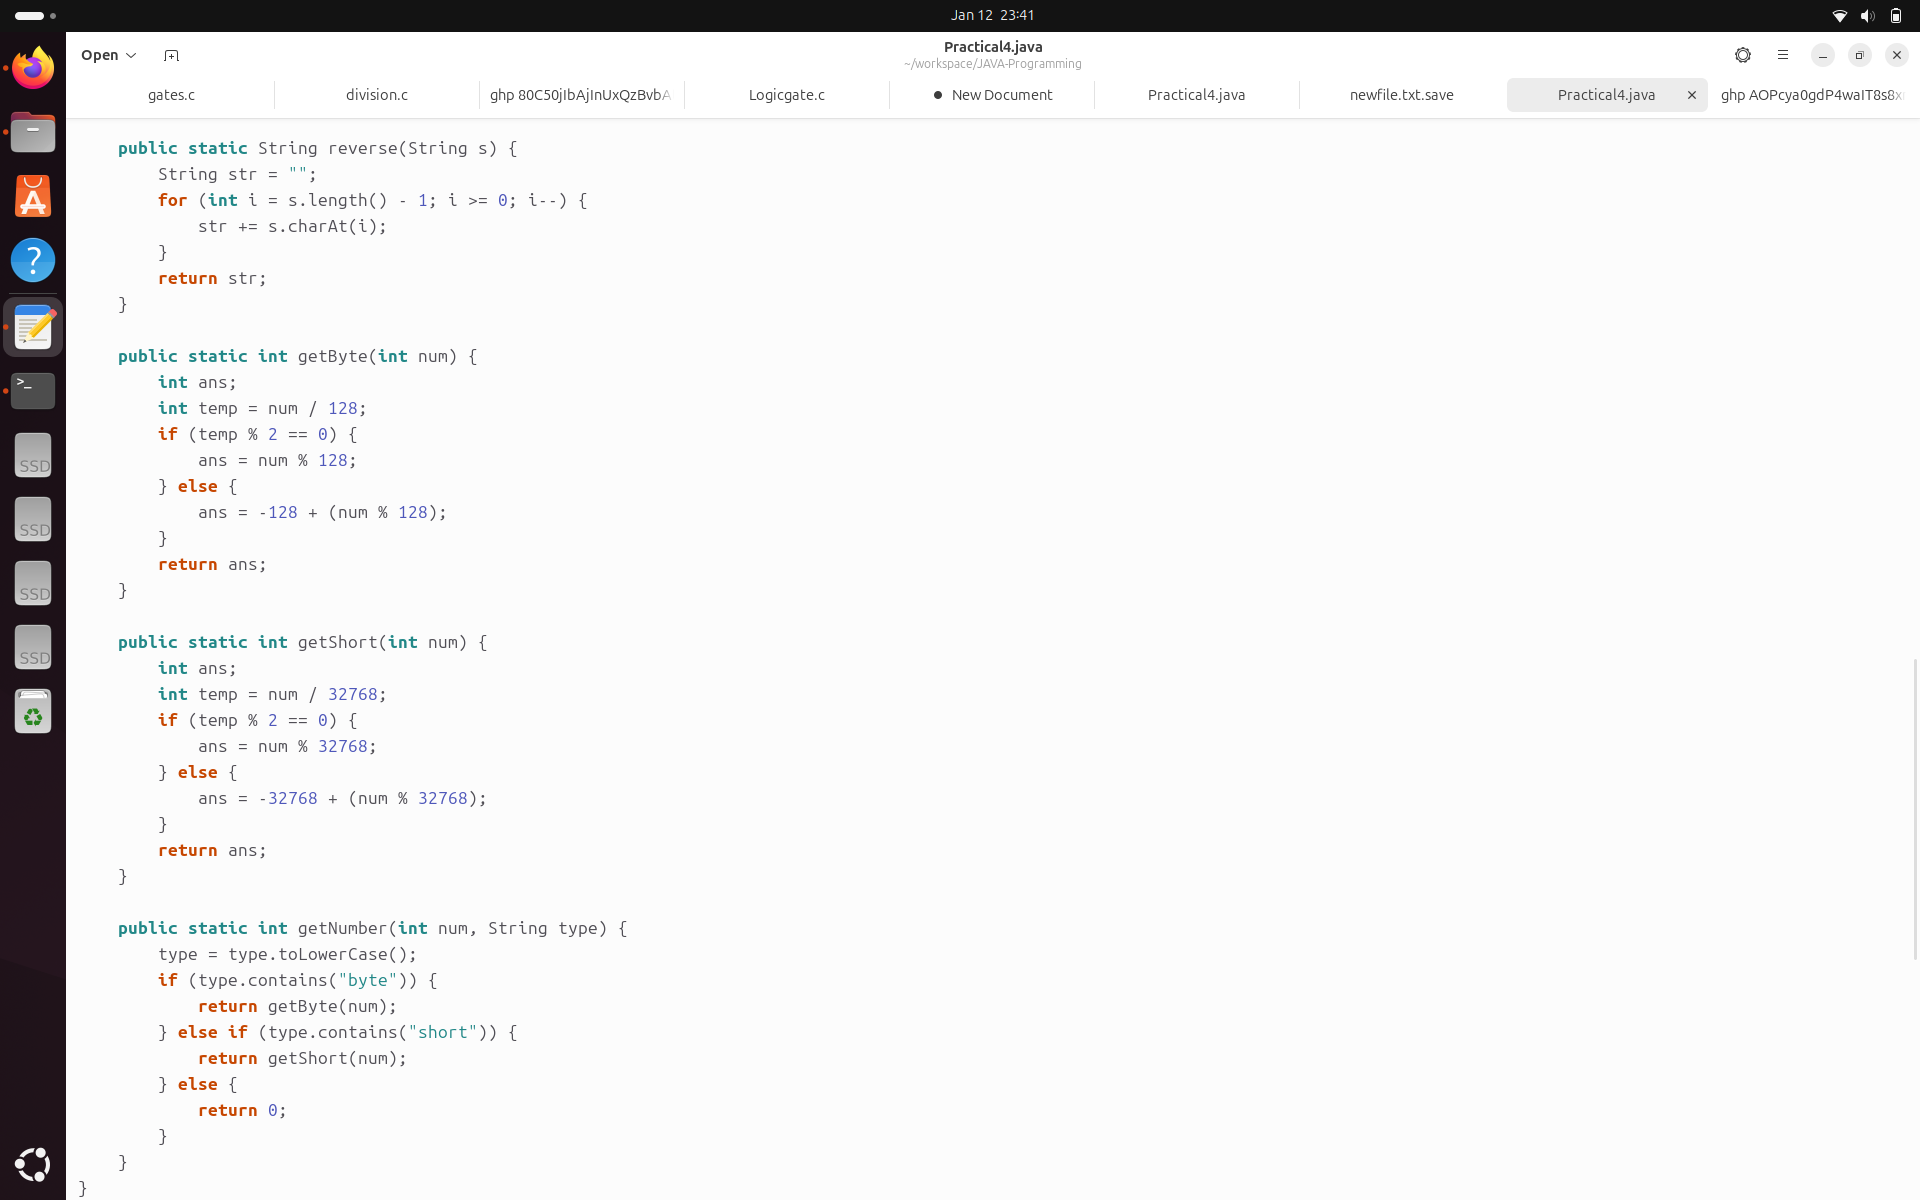 Jan 12 23:41
Open
Practical4.java
~/workspace/JAVA-Programming
gates.c
division.c
Logicgate.c
New Document
Practical4.java
newfile.txt.save
Practical4.java
public static String reverse(String s) {
String str = "";
for (int i = s.length() - 1; i >= 0; i--) {
str += s.charAt(i);
}
return str;
}
public static int getByte(int num) {
int ans;
int temp = num / 128;
if (temp % 2 == 0) {
ans = num % 128;
} else {
ans = -128 + (num % 128);
}
return ans;
}
public static int getShort(int num) {
int ans;
int temp = num / 32768;
if (temp % 2 == 0) {
ans = num % 32768;
} else {
ans = -32768 + (num % 32768);
}
return ans;
}
public static int getNumber(int num, String type) {
type = type.toLowerCase();
if (type.contains("byte")) {
return getByte(num);
} else if (type.contains("short")) {
return getShort(num);
} else {
return 0;
}
}
}
SSD
SSD
SSD
SSD